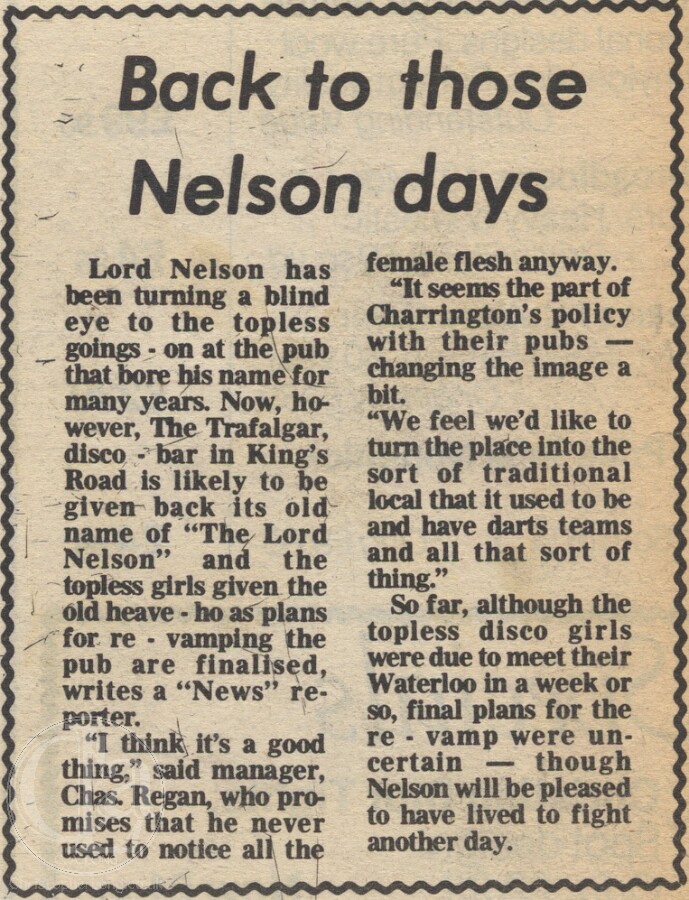 Back to those
Nelson days
Lord Nelson has
been turning a blind
eye to the topless
goings - on at the pub
that bore his name for
many years. Now, ho-
wever, The Trafalgar,
disco - bar in King's
Road is likely to be
given back its old
name of "The Lord
Nelson" and the
topless girls given the
old heave - ho as plans
for re - vamping the
pub are finalised,
writes a "News" re-
porter.
"I think it's a good
thing," said manager,
Chas. Regan, who pro-
mises that he never
used to notice all the
female flesh anyway.
"It seems the part of
Charrington's policy
with their pubs —
changing the image a
bit.
"We feel we'd like to
turn the place into the
sort of traditional
local that it used to be
and have darts teams
and all that sort of
thing."
So far, although the
topless disco girls
were due to meet their
Waterloo in a week or
so, final plans for the
re - vamp were un-
certain — though
Nelson will be pleased
to have lived to fight
another day.